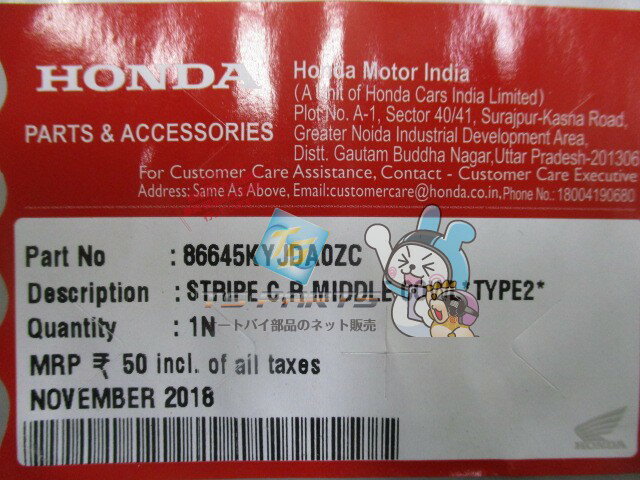 HONDA
PARTS & ACCESSORIES
Honda Motor India
(A Unit of Honda Cars India Limited)
Plot No. A-1, Sector 40/41, Surajpur-Kasna Road,
Greater Noida Industrial Development Area,
Distt. Gautam Buddha Nagar,Uttar Pradesh-201306
For Customer Care Assistance, Contact - Customer Care Executive
Address: Same As Above, Email:customercare@honda.co.in, Phone No.: 18004190680
Part No : 86645KYJDA0ZC
Description : STRIPE C,R MIDDLE *TYPE2*
Quantity : 1N
オートバイ部品のネット販売
MRP ₹ 50 incl. of all taxes
NOVEMBER 2018
HONDA